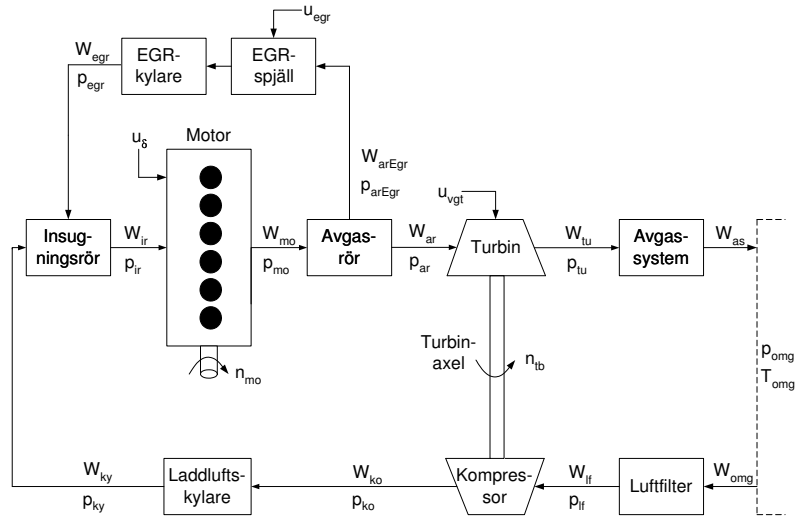 u_egr
W_egr
p_egr
EGR-
kylare
EGR-
spjäll
Motor
u_δ
W_arEgr
p_arEgr
u_vgt
Insug-
ningsrör
W_ir
p_ir
W_mo
p_mo
Avgas-
rör
W_ar
p_ar
Turbin
W_tu
p_tu
Avgas-
system
W_as
n_mo
Turbin-
axel
n_tb
p_omg
T_omg
W_ky
p_ky
Laddlufts-
kylare
W_ko
p_ko
Kompres-
sor
W_lf
p_lf
Luftfilter
W_omg